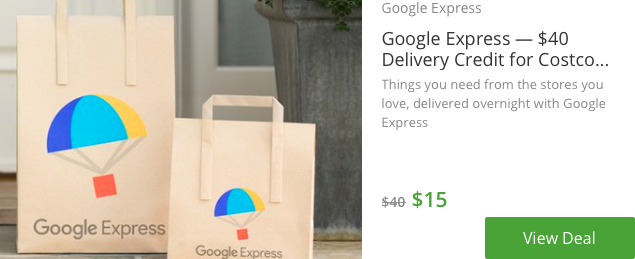 Google Express
Google Express — $40
Delivery Credit for Costco...
Things you need from the stores you
love, delivered overnight with Google
Express
$40 $15
View Deal
Google Express
Google Express